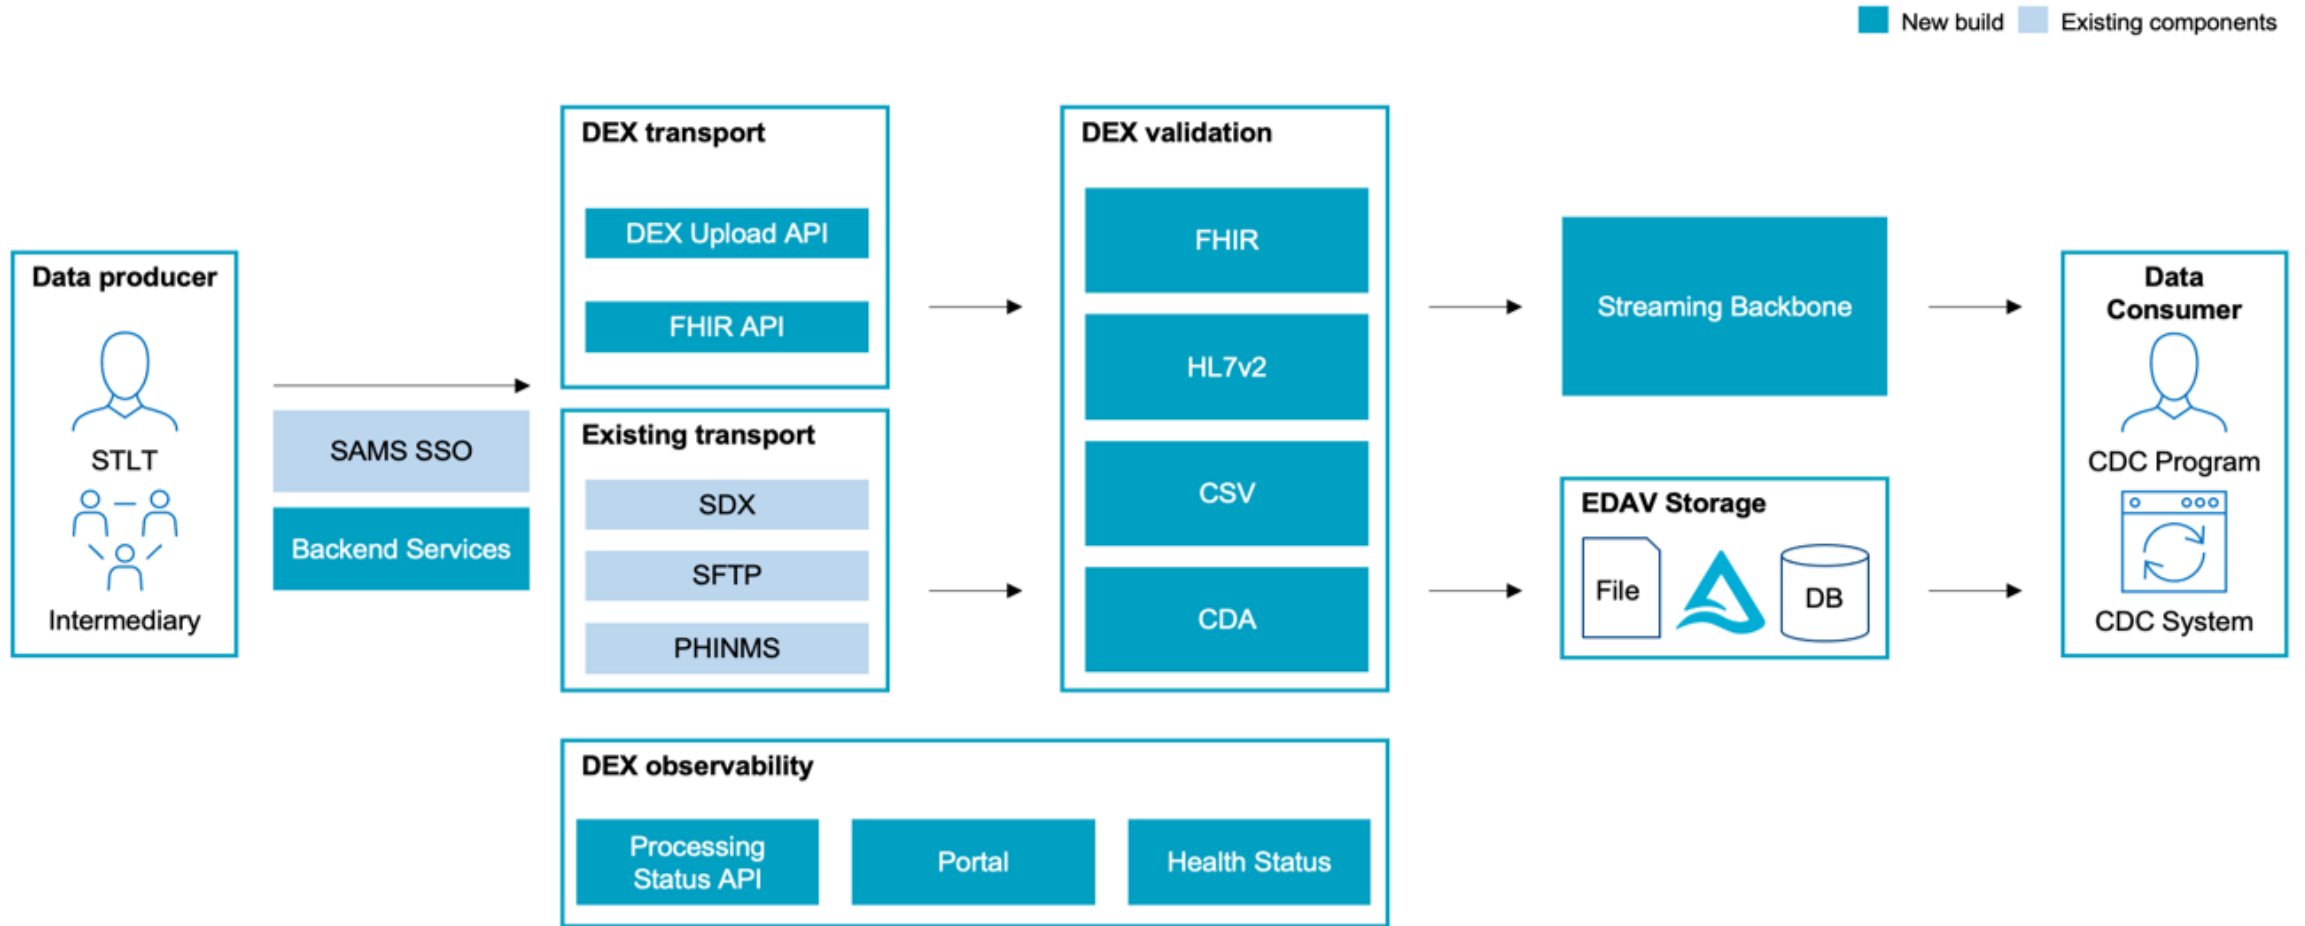 New build
Existing components
Data producer
STLT
Intermediary
SAMS SSO
Backend Services
DEX transport
DEX Upload API
FHIR API
Existing transport
SDX
SFTP
PHINMS
DEX validation
FHIR
HL7v2
CSV
CDA
Streaming Backbone
EDAV Storage
File
DB
Data
Consumer
CDC Program
CDC System
DEX observability
Processing
Status API
Portal
Health Status